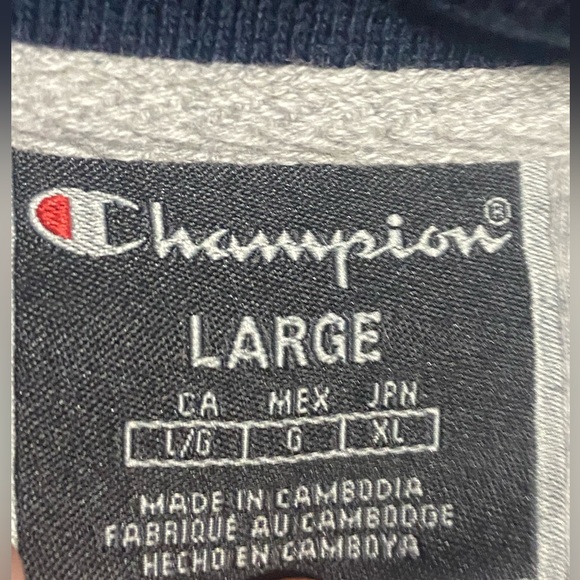 Champion®
LARGE
CA MEX JPN
L/G G XL
MADE IN CAMBODIA
FABRIQUÉ AU CAMBODGE
HECHO EN CAMBOYA